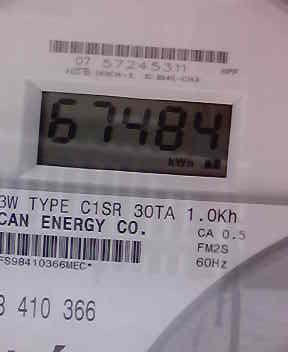 07 57245311
67484
kWh
3W TYPE C1SR 30TA 1.0Kh
CAN ENERGY CO.
CA 0.5
FM2S
FS98410366MEC*
60Hz
3 410 366